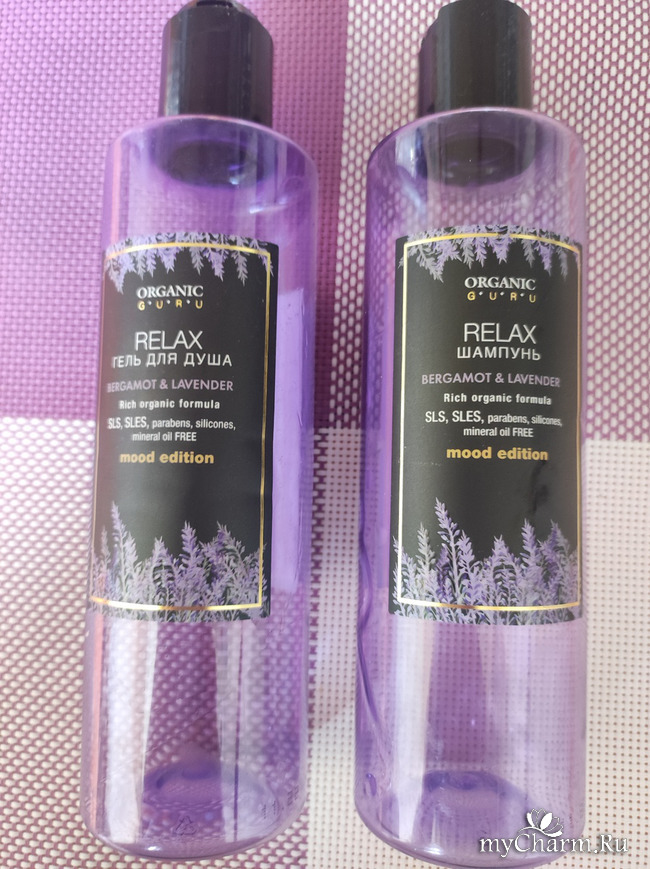 ORGANIC
G•U•R•U
RELAX
ГЕЛЬ ДЛЯ ДУША
BERGAMOT & LAVENDER
Rich organic formula
SLS, SLES, parabens, silicones,
mineral oil FREE
mood edition
ORGANIC
G•U•R•U
RELAX
ШАМПУНЬ
BERGAMOT & LAVENDER
Rich organic formula
SLS, SLES, parabens, silicones,
mineral oil FREE
mood edition
myCharm.Ru